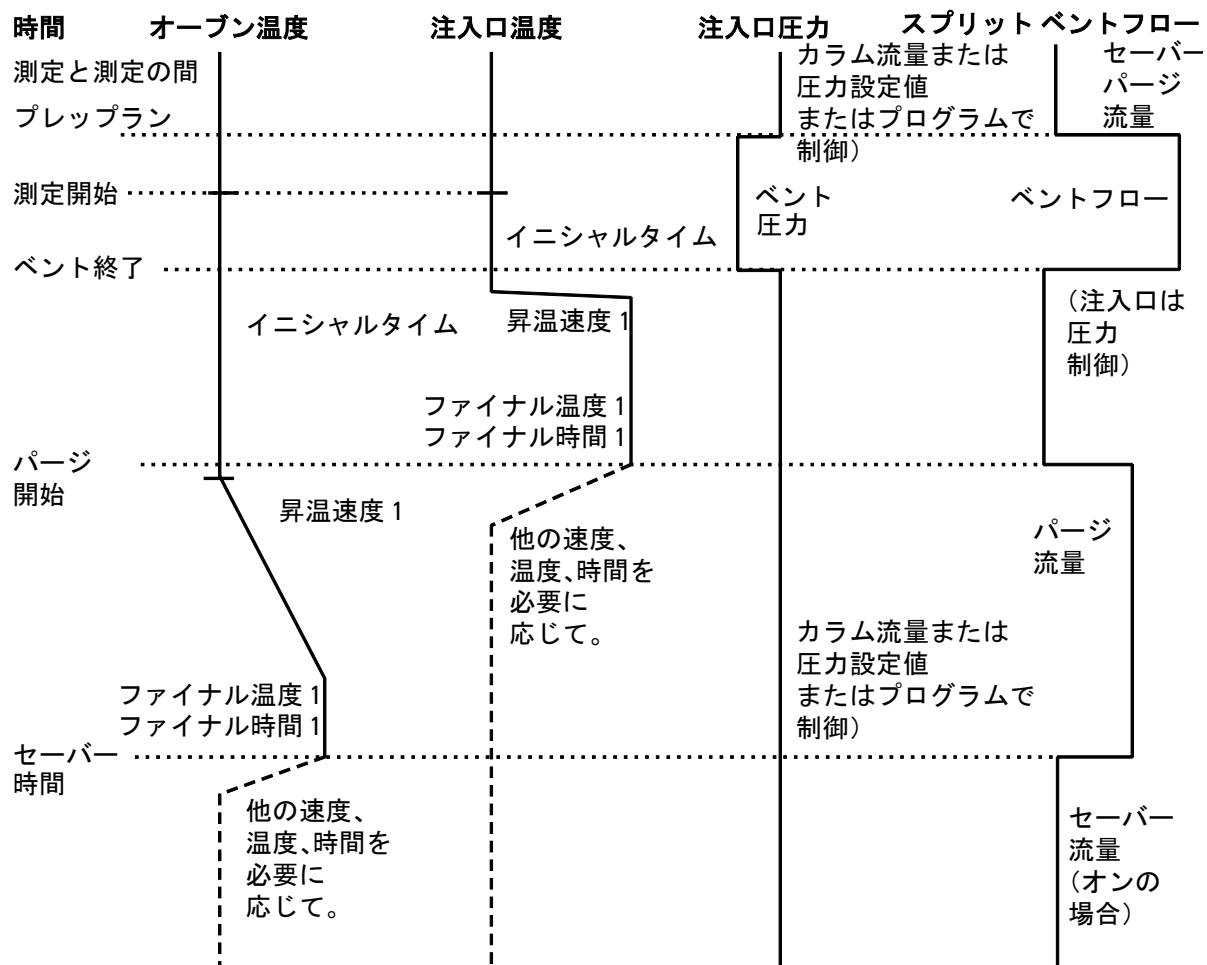 時間 オーブン温度 注入口温度 注入口圧力 スプリット ベントフロー
測定と測定の間
カラム流量または
圧力設定値
またはプログラムで
制御）
セーバー
パージ
流量
プレップラン
測定開始
ベント
圧力
ベントフロー
イニシャルタイム
ベント終了
イニシャルタイム
昇温速度 1
（注入口は
圧力
制御）
ファイナル温度 1
ファイナル時間 1
パージ
開始
昇温速度 1
他の速度、
温度、時間を
必要に
応じて。
パージ
流量
カラム流量または
圧力設定値
またはプログラムで
制御）
ファイナル温度 1
ファイナル時間 1
セーバー
時間
他の速度、
温度、時間を
必要に
応じて。
セーバー
流量
（オンの
場合）